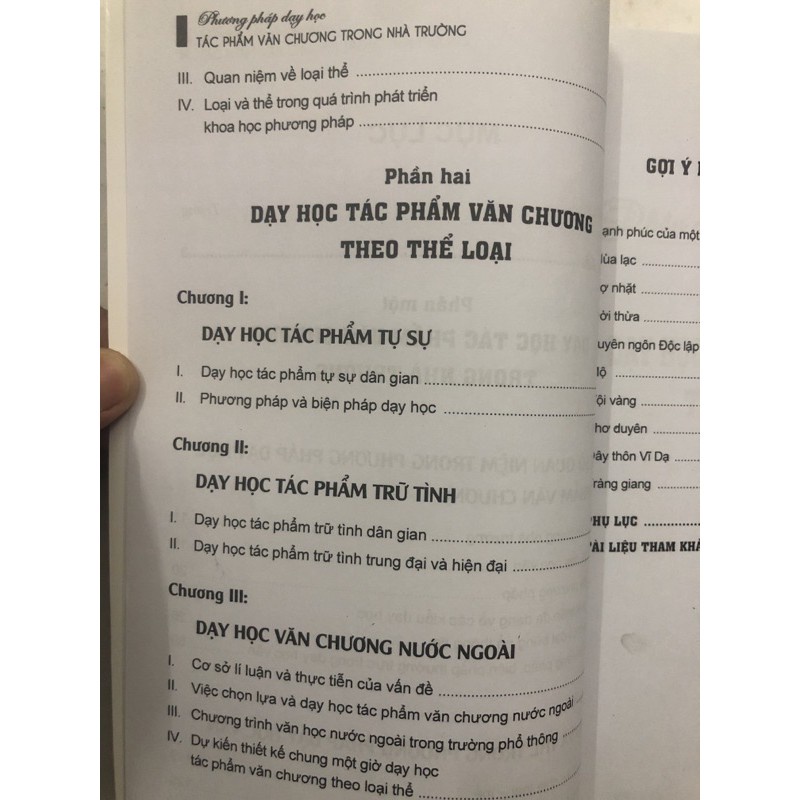 Phương pháp dạy học
TÁC PHẨM VĂN CHƯƠNG TRONG NHÀ TRƯỜNG
III. Quan niệm về loại thể
IV. Loại và thể trong quá trình phát triển
khoa học phương pháp
Phần hai
DẠY HỌC TÁC PHẨM VĂN CHƯƠNG
THEO THỂ LOẠI
Chương I:
DẠY HỌC TÁC PHẨM TỰ SỰ
I. Dạy học tác phẩm tự sự dân gian
II. Phương pháp và biện pháp dạy học
Chương II:
DẠY HỌC TÁC PHẨM TRỮ TÌNH
I. Dạy học tác phẩm trữ tình dân gian
II. Dạy học tác phẩm trữ tình trung đại và hiện đại
Chương III:
DẠY HỌC VĂN CHƯƠNG NƯỚC NGOÀI
I. Cơ sở lí luận và thực tiễn của vấn đề
II. Việc chọn lựa và dạy học tác phẩm văn chương nước ngoài
III. Chương trình văn học nước ngoài trong trường phổ thông
IV. Dự kiến thiết kế chung một giờ dạy học
tác phẩm văn chương theo loại thể
GỢI Ý
ạnh phúc của một
lùa lạc
ợ nhặt
ời thừa
uyên ngôn Độc lập
lộ
ội vàng
hơ duyên
ây thôn Vĩ Dạ
ràng giang
HỤ LỤC
ÀI LIỆU THAM KHẢ